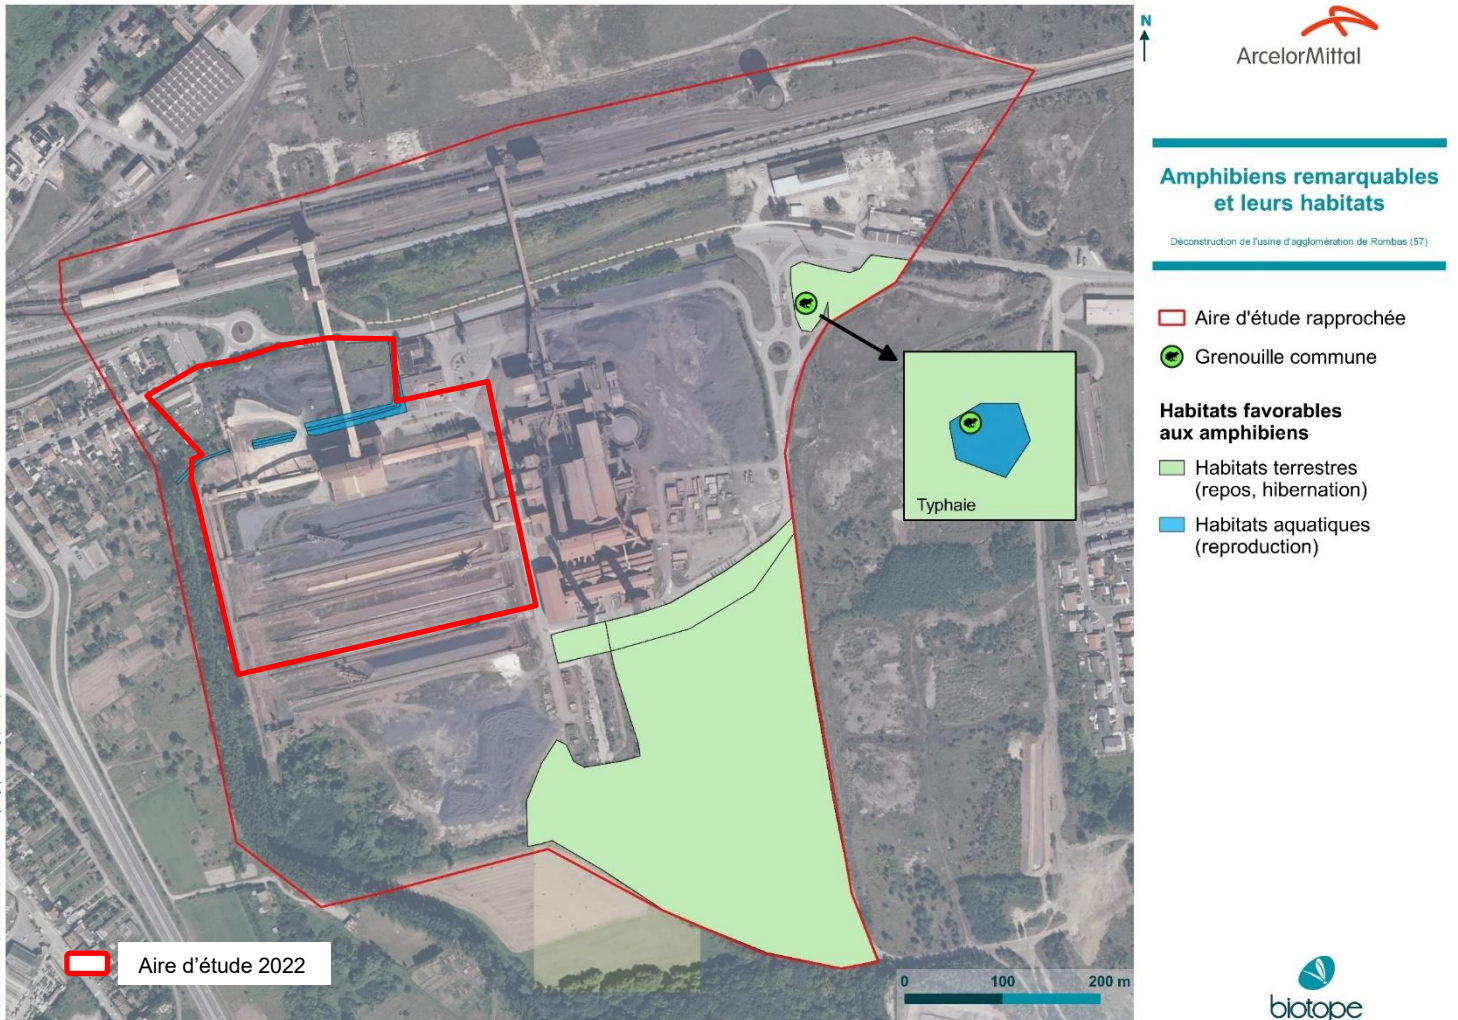 N
ArcelorMittal
Amphibiens remarquables
et leurs habitats
Déconstruction de l'usine d'agglomération de Rombas (57)
Aire d'étude rapprochée
Grenouille commune
Habitats favorables
aux amphibiens
Habitats terrestres
(repos, hibernation)
Habitats aquatiques
(reproduction)
Typhaie
Aire d’étude 2022
0 100 200 m
biotope